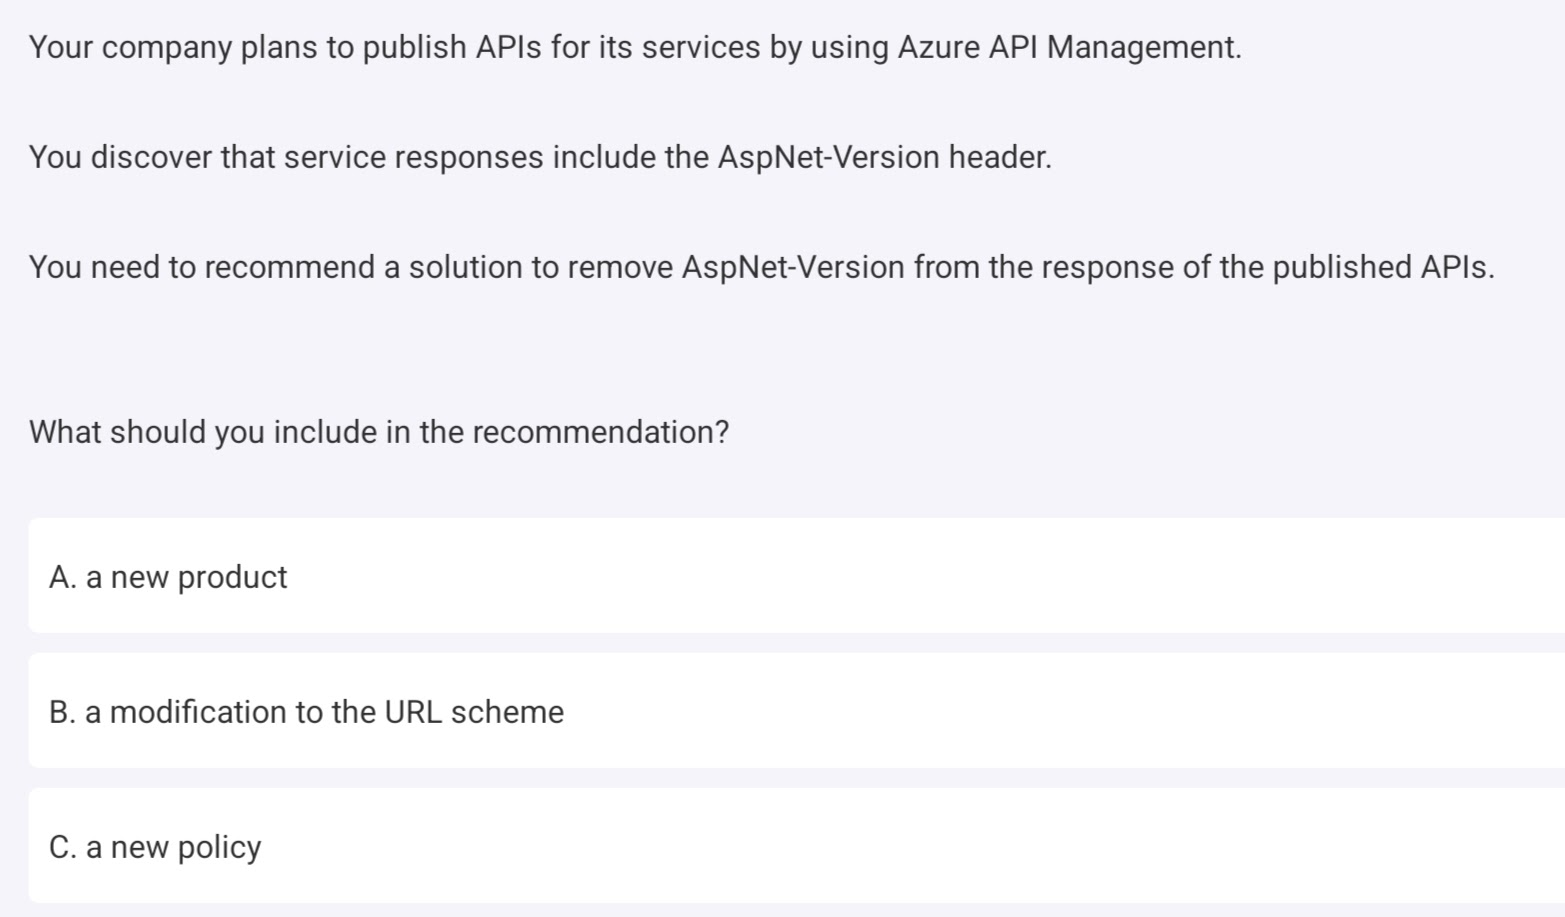 Your company plans to publish APIs for its services by using Azure API Management.
You discover that service responses include the AspNet-Version header.
You need to recommend a solution to remove AspNet-Version from the response of the published APIs.
What should you include in the recommendation?
A. a new product
B. a modification to the URL scheme
C. a new policy